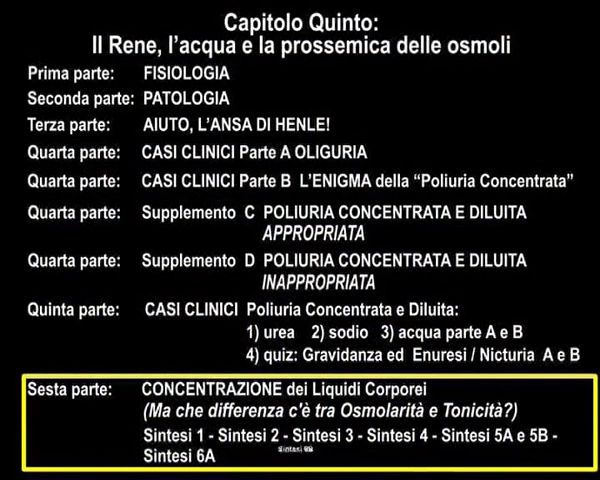 Capitolo Quinto:
Il Rene, l'acqua e la prossemica delle osmoli
Prima parte: FISIOLOGIA
Seconda parte: PATOLOGIA
Terza parte: AIUTO, L'ANSA DI HENLE!
Quarta parte: CASI CLINICI Parte A OLIGURIA
Quarta parte: CASI CLINICI Parte B L'ENIGMA della “Poliuria Concentrata”
Quarta parte: Supplemento C POLIURIA CONCENTRATA E DILUITA
APPROPRIATA
Quarta parte: Supplemento D POLIURIA CONCENTRATA E DILUITA
INAPPROPRIATA
Quinta parte: CASI CLINICI Poliuria Concentrata e Diluita:
1) urea 2) sodio 3) acqua parte A e B
4) quiz: Gravidanza ed Enuresi / Nicturia A e B
Sesta parte: CONCENTRAZIONE dei Liquidi Corporei
(Ma che differenza c'è tra Osmolarità e Tonicità?)
Sintesi 1 - Sintesi 2 - Sintesi 3 - Sintesi 4 - Sintesi 5A e 5B -
Sintesi 6A
Sintesi